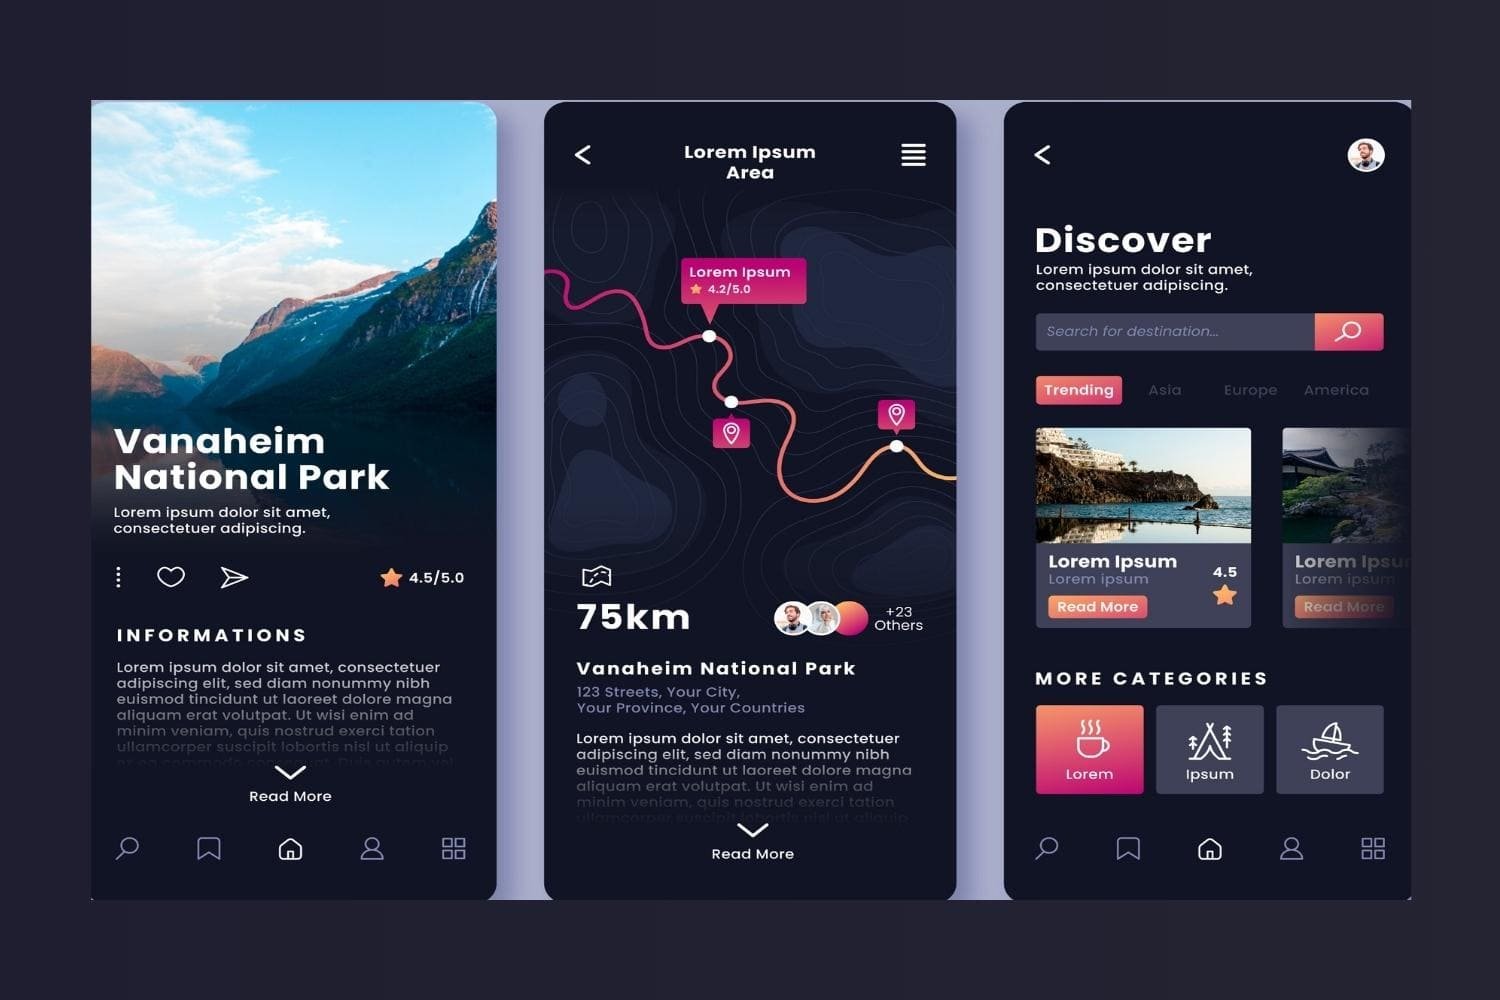 Vanaheim
National Park
Lorem ipsum dolor sit amet,
consectetuer adipiscing.
4.5/5.0
INFORMATIONS
Lorem ipsum dolor sit amet, consectetuer
adipiscing elit, sed diam nonummy nibh
euismod tincidunt ut laoreet dolore magna
aliquam erat volutpat. Ut wisi enim ad
minim veniam, quis nostrud exerci tation
ullamcorper suscipit lobortis nisl ut aliquip
Read More
Lorem Ipsum
Area
Lorem Ipsum
4.2/5.0
75km
+23
Others
Vanaheim National Park
123 Streets, Your City,
Your Province, Your Countries
Lorem ipsum dolor sit amet, consectetuer
adipiscing elit, sed diam nonummy nibh
euismod tincidunt ut laoreet dolore magna
aliquam erat volutpat. Ut wisi enim ad
minim veniam, quis nostrud exerci tation
ullamcorper suscipit lobortis nisl ut aliquip
Read More
Discover
Lorem ipsum dolor sit amet,
consectetuer adipiscing.
Search for destination...
Trending Asia Europe America
Lorem Ipsum
Lorem ipsum
4.5
Read More
Lorem Ipsu
Lorem ipsum
Read More
MORE CATEGORIES
Lorem
Ipsum
Dolor